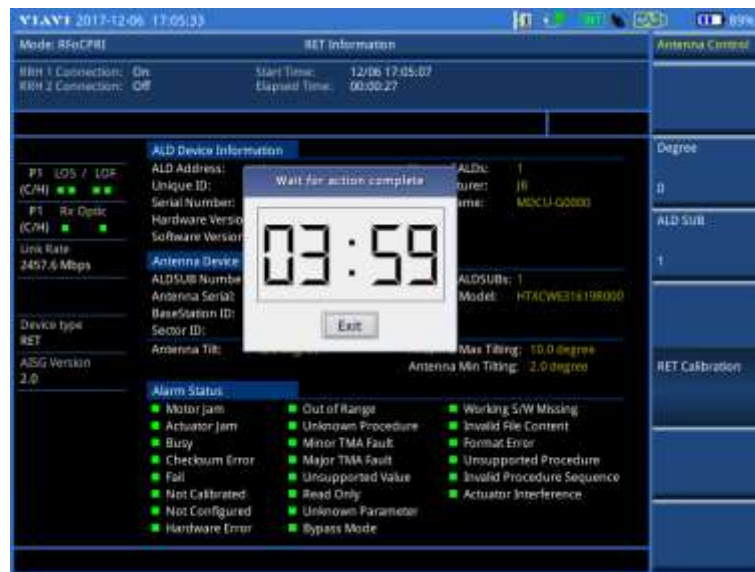 VIAVI 2017-12-06 17:05:33
INT
89%
Mode: RFoCPRI
RET Information
Antenna Control
RRH 1 Connection: On
Start Time: 12/06 17:05:07
RRH 2 Connection: Off
Elapsed Time: 00:00:27
ALD Device Information
P1 LOS / LOF
(C/H)
P1 Rx Optic
(C/H)
Link Rate
2457.6 Mbps
Device type
RET
AISG Version
2.0
ALD Address:
ALDs: 1
Unique ID:
turer: JR
Serial Number:
ame: MDCU-G0000
Hardware Versio
Software Version
Wait for action complete
03:59
Exit
Antenna Device
ALDSUB Numbe
ALDSUBs: 1
Antenna Serial:
Model:
BaseStation ID:
Sector ID:
Antenna Tilt:
Max Tilting: 10.0 degree
Antenna Min Tilting: 2.0 degree
Alarm Status
Motor Jam
Out of Range
Working S/W Missing
Actuator Jam
Unknown Procedure
Invalid File Content
Busy
Minor TMA Fault
Format Error
Checksum Error
Major TMA Fault
Unsupported Procedure
Fail
Unsupported Value
Invalid Procedure Sequence
Not Calibrated
Read Only
Actuator Interference
Not Configured
Unknown Parameter
Hardware Error
Bypass Mode
Degree
0
ALD SUB
1
RET Calibration